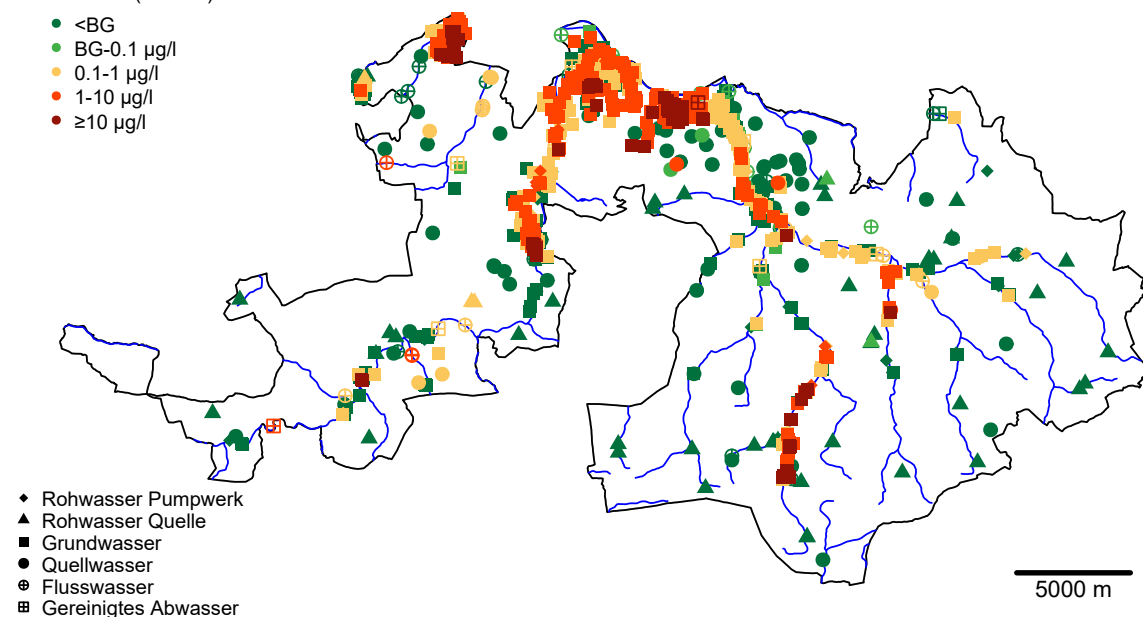 <BG
BG-0.1 µg/l
0.1-1 µg/l
1-10 µg/l
≥10 µg/l
Rohwasser Pumpwerk
Rohwasser Quelle
Grundwasser
Quellwasser
Flusswasser
Gereinigtes Abwasser
5000 m